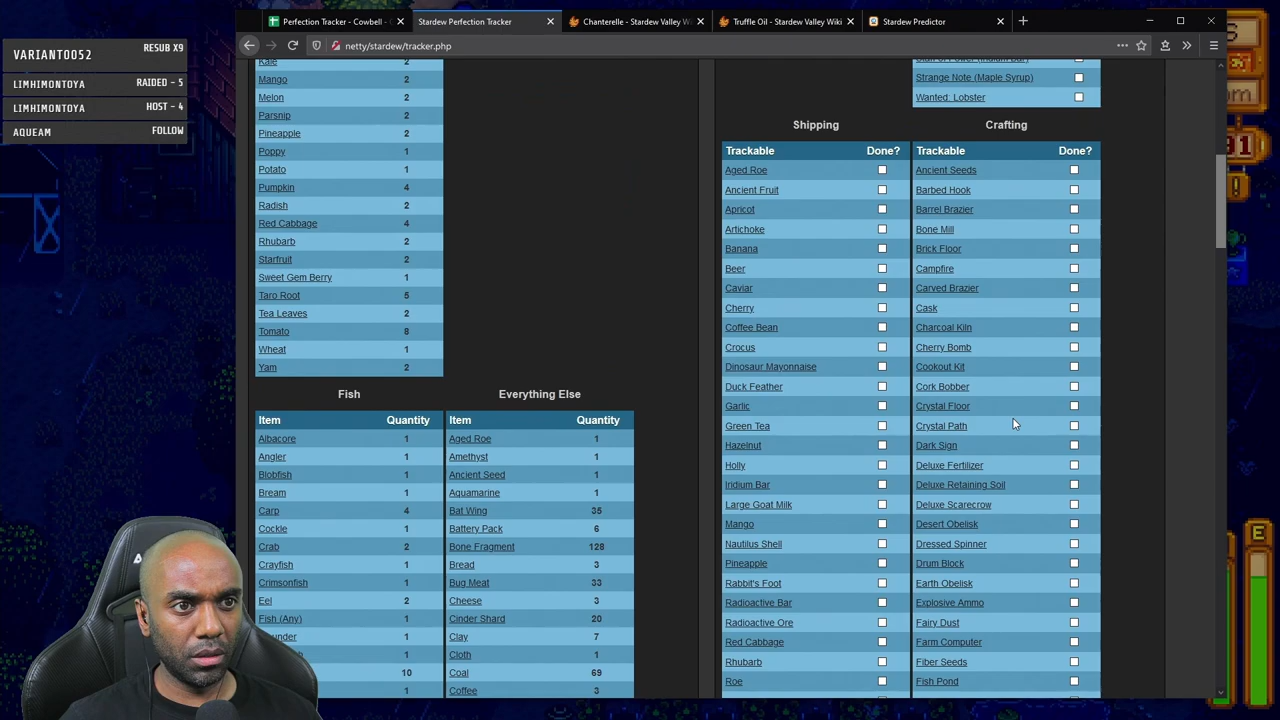 Perfection Tracker - Cowbell -
Stardew Perfection Tracker
Chanterelle - Stardew Valley Wi
Truffle Oil - Stardew Valley Wiki
Stardew Predictor
netty/stardew/tracker.php
VARIANT0052 RESUB X9
LIMHIMONTOYA RAIDED - 5
LIMHIMONTOYA HOST - 4
AQUEAM FOLLOW
Kale 2
Mango 2
Melon 2
Parsnip 2
Pineapple 2
Poppy 1
Potato 1
Pumpkin 4
Radish 2
Red Cabbage 4
Rhubarb 2
Starfruit 2
Sweet Gem Berry 1
Taro Root 5
Tea Leaves 2
Tomato 8
Wheat 1
Yam 2
Fish
Item Quantity
Albacore 1
Angler 1
Blobfish 1
Bream 1
Carp 4
Cockle 1
Crab 2
Crayfish 1
Crimsonfish 1
Eel 2
Fish (Any) 1
1
10
1
Everything Else
Item Quantity
Aged Roe 1
Amethyst 1
Ancient Seed 1
Aquamarine 1
Bat Wing 35
Battery Pack 6
Bone Fragment 128
Bread 3
Bug Meat 33
Cheese 3
Cinder Shard 20
Clay 7
Cloth 1
Coal 69
Coffee 3
Strange Note (Maple Syrup)
Wanted: Lobster
Shipping
Trackable Done?
Aged Roe
Ancient Fruit
Apricot
Artichoke
Banana
Beer
Caviar
Cherry
Coffee Bean
Crocus
Dinosaur Mayonnaise
Duck Feather
Garlic
Green Tea
Hazelnut
Holly
Iridium Bar
Large Goat Milk
Mango
Nautilus Shell
Pineapple
Rabbit's Foot
Radioactive Bar
Radioactive Ore
Red Cabbage
Rhubarb
Roe
Crafting
Trackable Done?
Ancient Seeds
Barbed Hook
Barrel Brazier
Bone Mill
Brick Floor
Campfire
Carved Brazier
Cask
Charcoal Kiln
Cherry Bomb
Cookout Kit
Cork Bobber
Crystal Floor
Crystal Path
Dark Sign
Deluxe Fertilizer
Deluxe Retaining Soil
Deluxe Scarecrow
Desert Obelisk
Dressed Spinner
Drum Block
Earth Obelisk
Explosive Ammo
Fairy Dust
Farm Computer
Fiber Seeds
Fish Pond
E